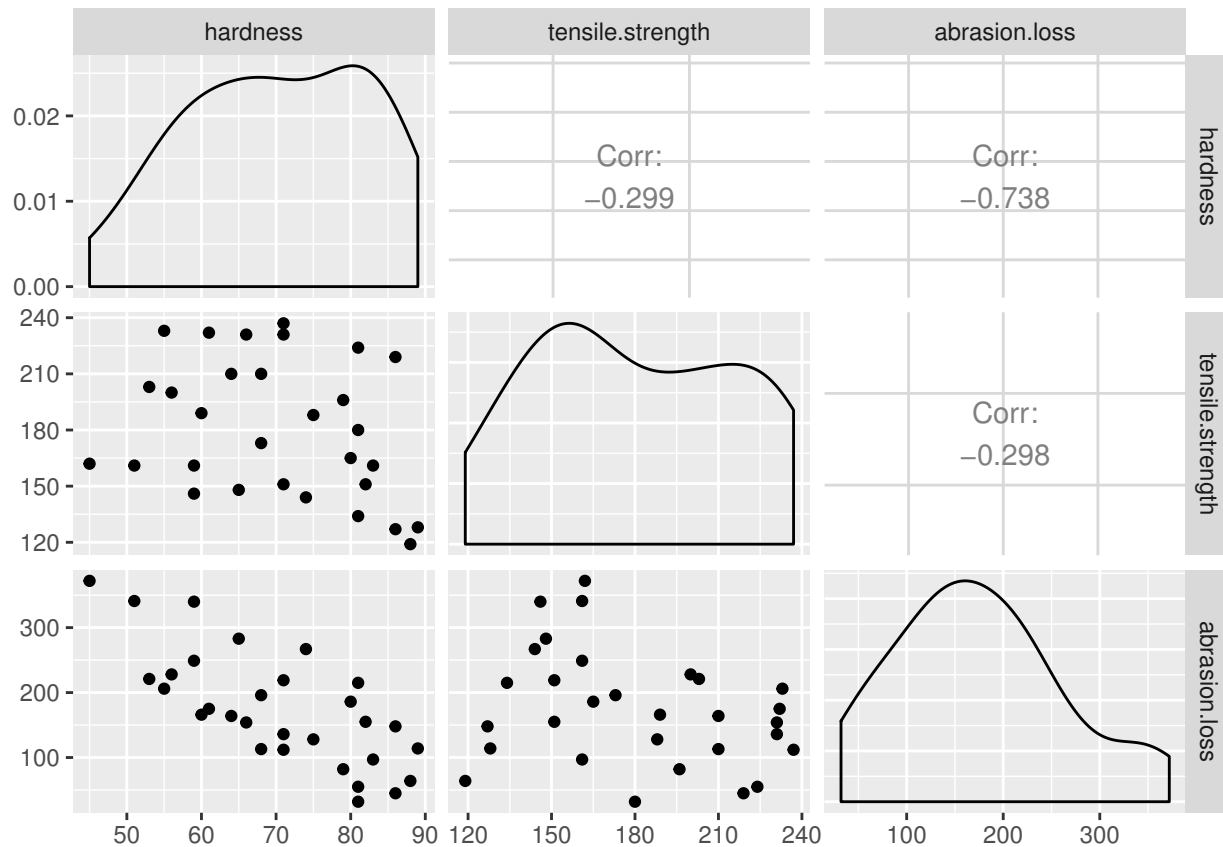 hardness
tensile.strength
abrasion.loss
0.02
0.01
0.00
Corr:
−0.299
Corr:
−0.738
hardness
240
210
180
150
120
Corr:
−0.298
tensile.strength
300
200
100
abrasion.loss
50 60 70 80 90 120 150 180 210 240 100 200 300